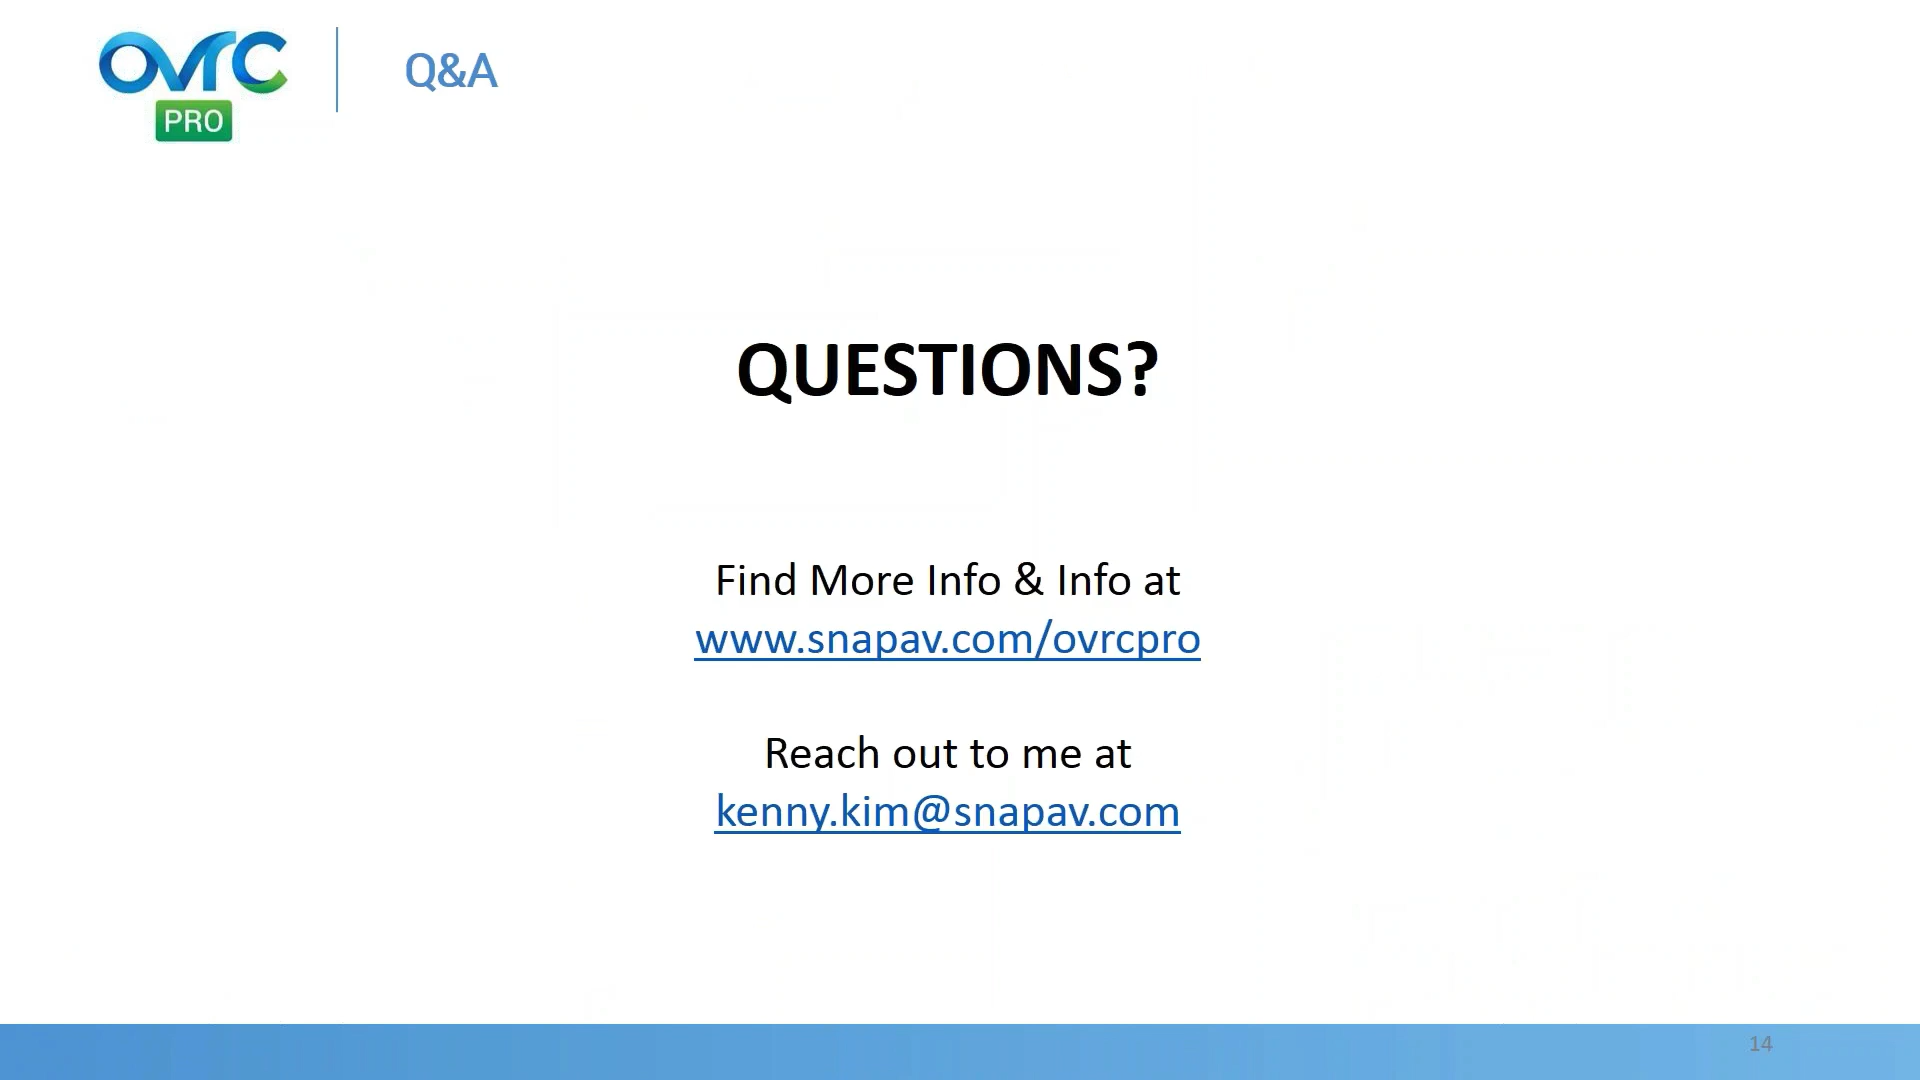 ovrc
PRO
Q&A
QUESTIONS?
Find More Info & Info at
www.snapav.com/ovrcpro
Reach out to me at
kenny.kim@snapav.com
14